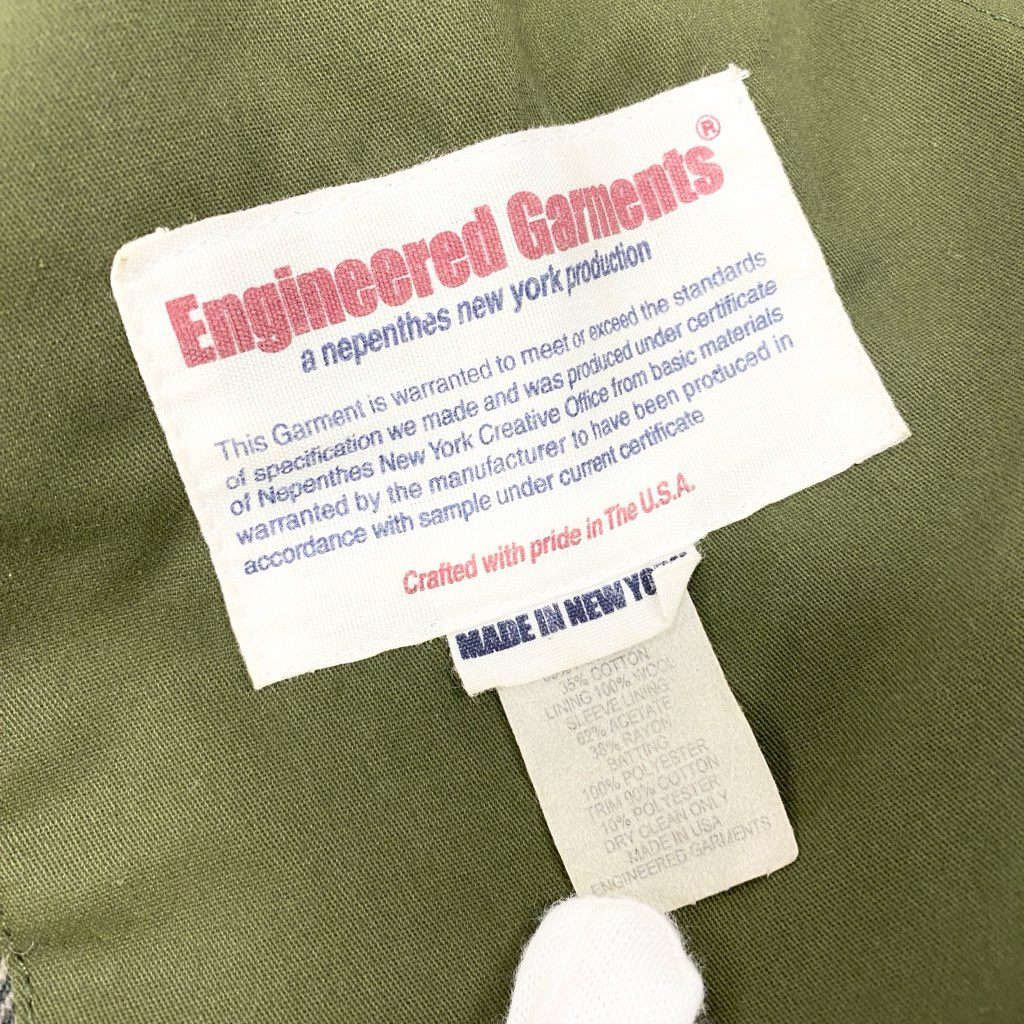 Engineered Garments®
a nepenthes new york production
This Garment is warranted to meet or exceed the standards
of specification we made and was produced under certificate
of Nepenthes New York Creative Office from basic materials
warranted by the manufacturer to have been produced in
accordance with sample under current certificate
Crafted with pride in The U.S.A.
MADE IN NEW YO
35% COTTON
LINING 100% WOOL
SLEEVE LINING
62% ACETATE
38% RAYON
BATTING
100% POLYESTER
TRIM 90% COTTON
10% POLYESTER
DRY CLEAN ONLY
MADE IN USA
ENGINEERED GARMENTS